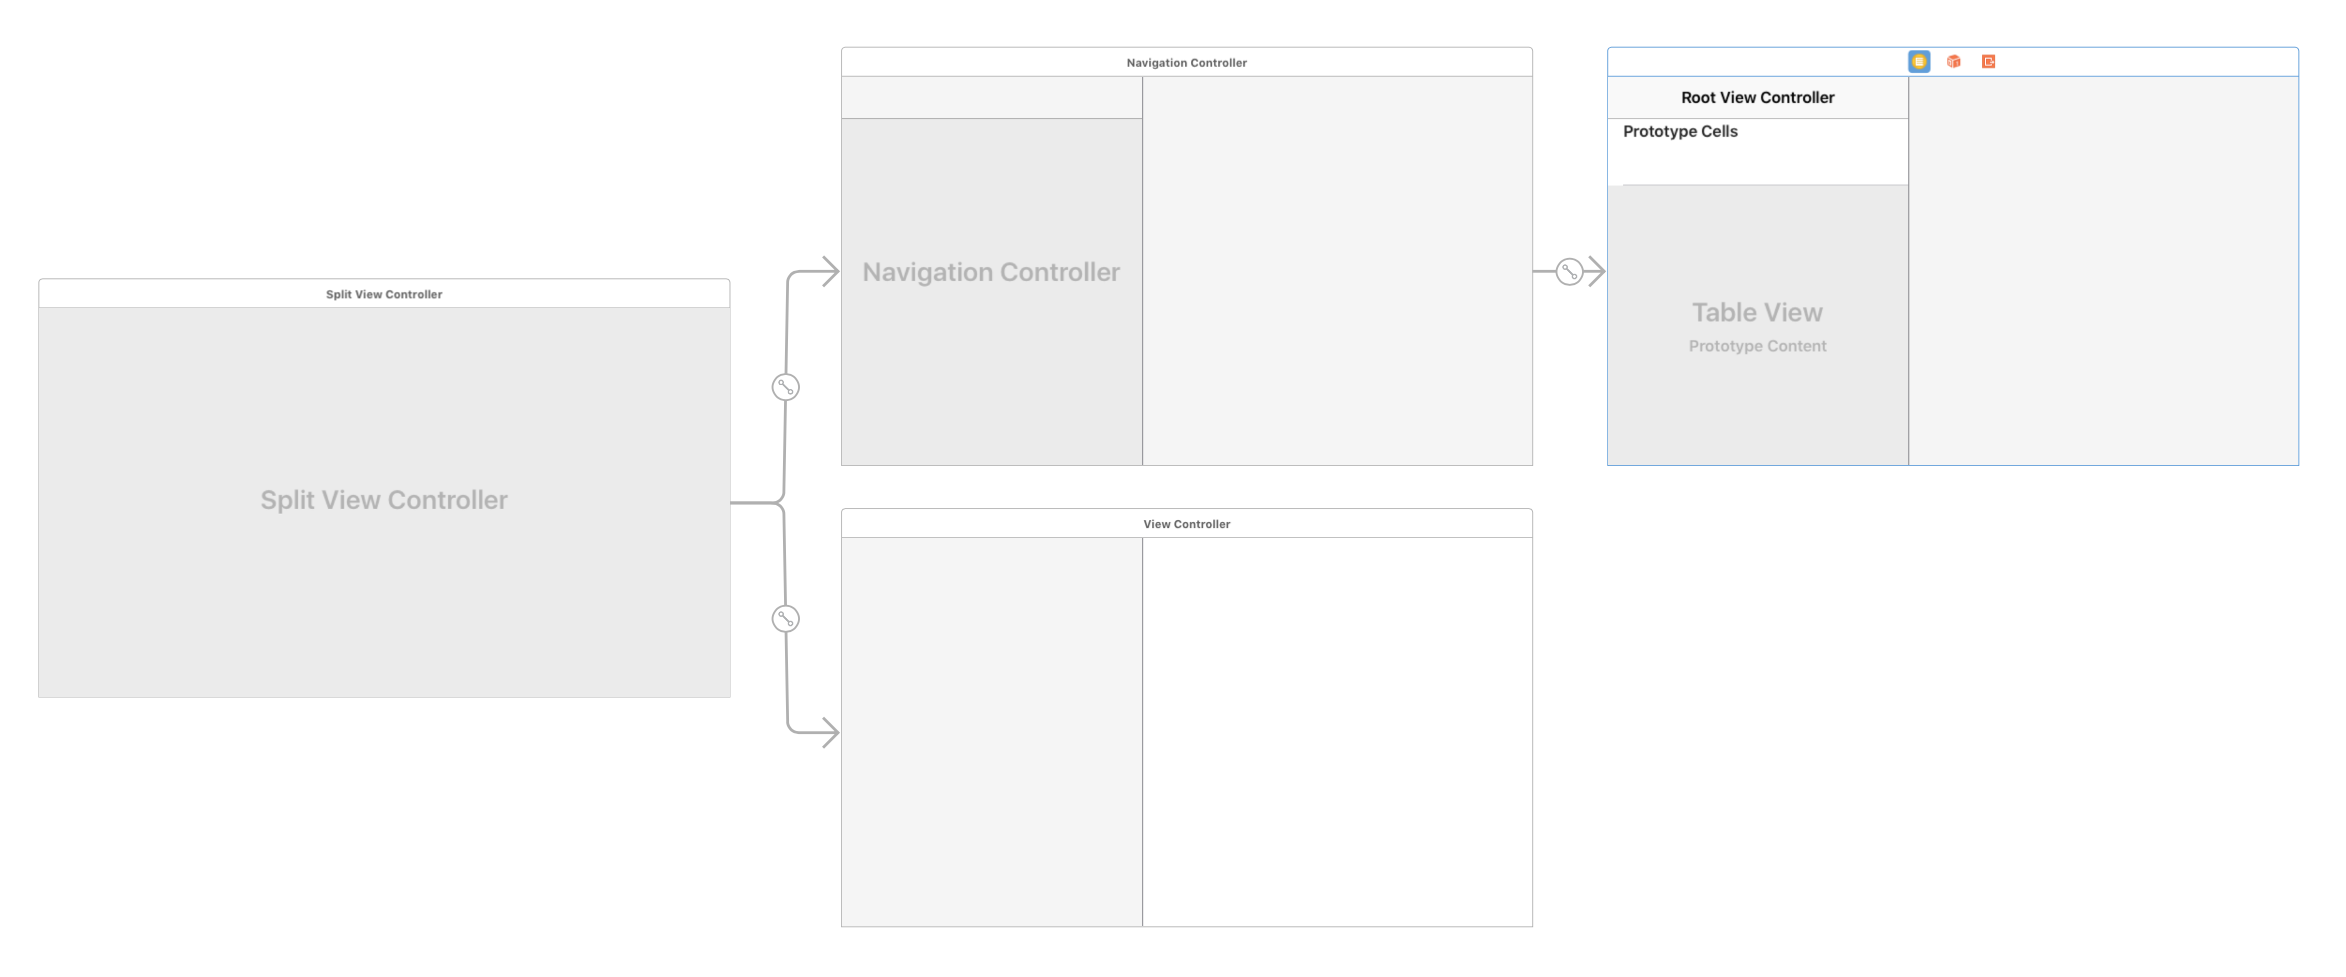 Split View Controller
Split View Controller
Navigation Controller
Navigation Controller
Root View Controller
Prototype Cells
Table View
Prototype Content
View Controller